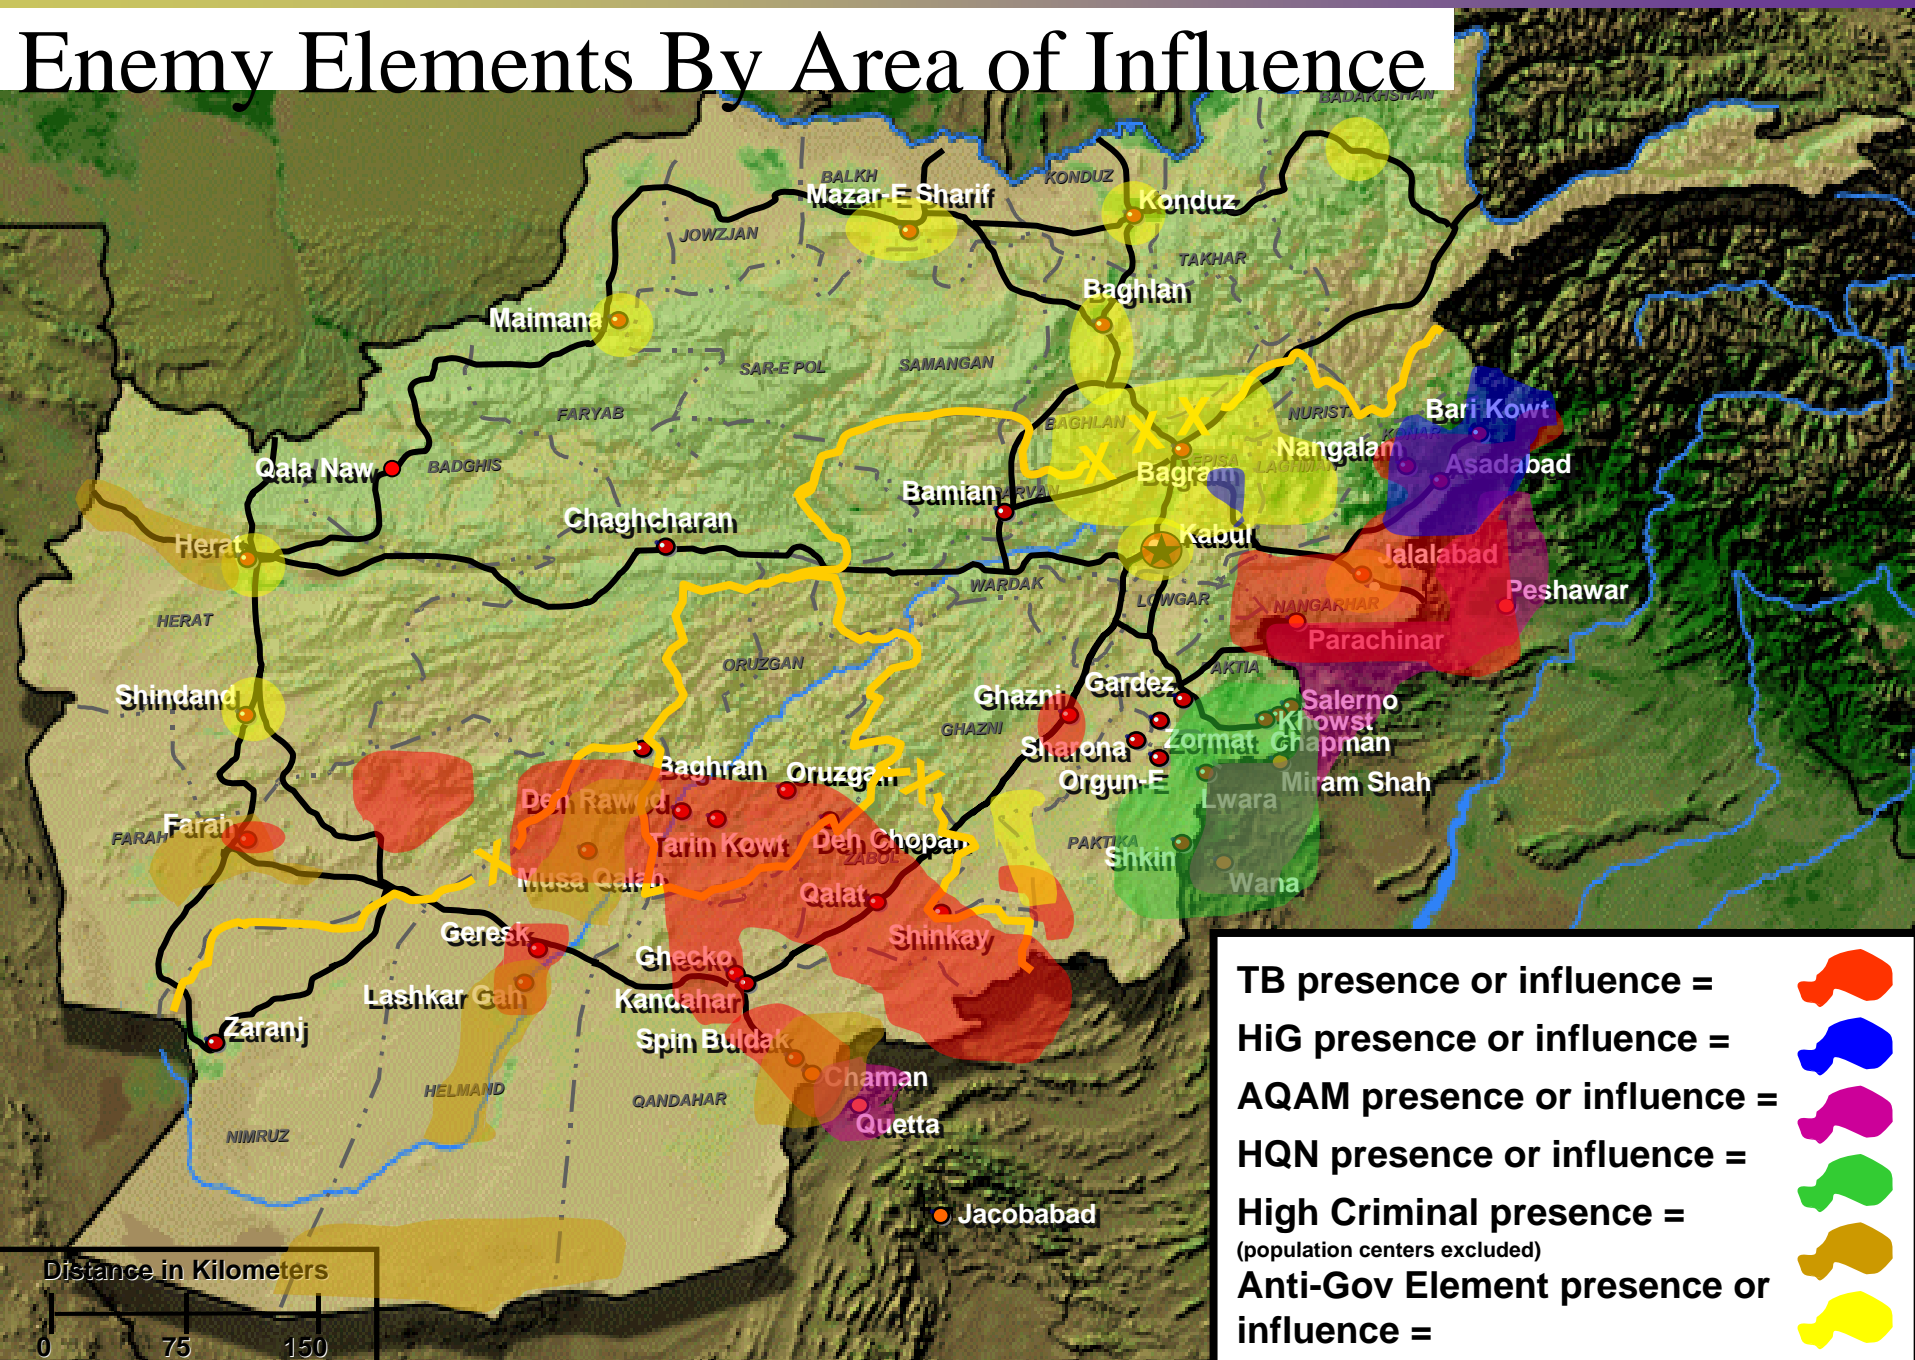 Enemy Elements By Area of Influence
BADAKHSHAN
BALKH
KONDUZ
Mazar-E Sharif
Konduz
JOWZJAN
TAKHAR
Baghlan
Maimana
SAR-E POL
SAMANGAN
FARYAB
BAGHLAN
NURIST
Bari Kowt
KONAR
Nangalam
Qala Naw
BADGHIS
Bagram
LAGHMAN
Asadabad
Bamian
PARVAN
Chaghcharan
Kabul
Herat
Jalalabad
WARDAK
LOWGAR
Peshawar
HERAT
NANGARHAR
Parachinar
ORUZGAN
PAKTIA
Shindand
Ghazni
Gardez
Salerno
GHAZNI
Khowst
Sharona
Zormat
Chapman
Baghran
Oruzgan
Orgun-E
Miram Shah
Deh Rawod
Lwara
Farah
FARAH
Tarin Kowt
Deh Chopan
PAKTIKA
ZABOL
Shkin
Musa Qalah
Wana
Qalat
Geresk
Shinkay
Ghecko
Lashkar Gah
Kandahar
Zaranj
Spin Buldak
Chaman
HELMAND
QANDAHAR
Quetta
NIMRUZ
Jacobabad
Distance in Kilometers
0 75 150
TB presence or influence =
HiG presence or influence =
AQAM presence or influence =
HQN presence or influence =
High Criminal presence =
(population centers excluded)
Anti-Gov Element presence or
influence =